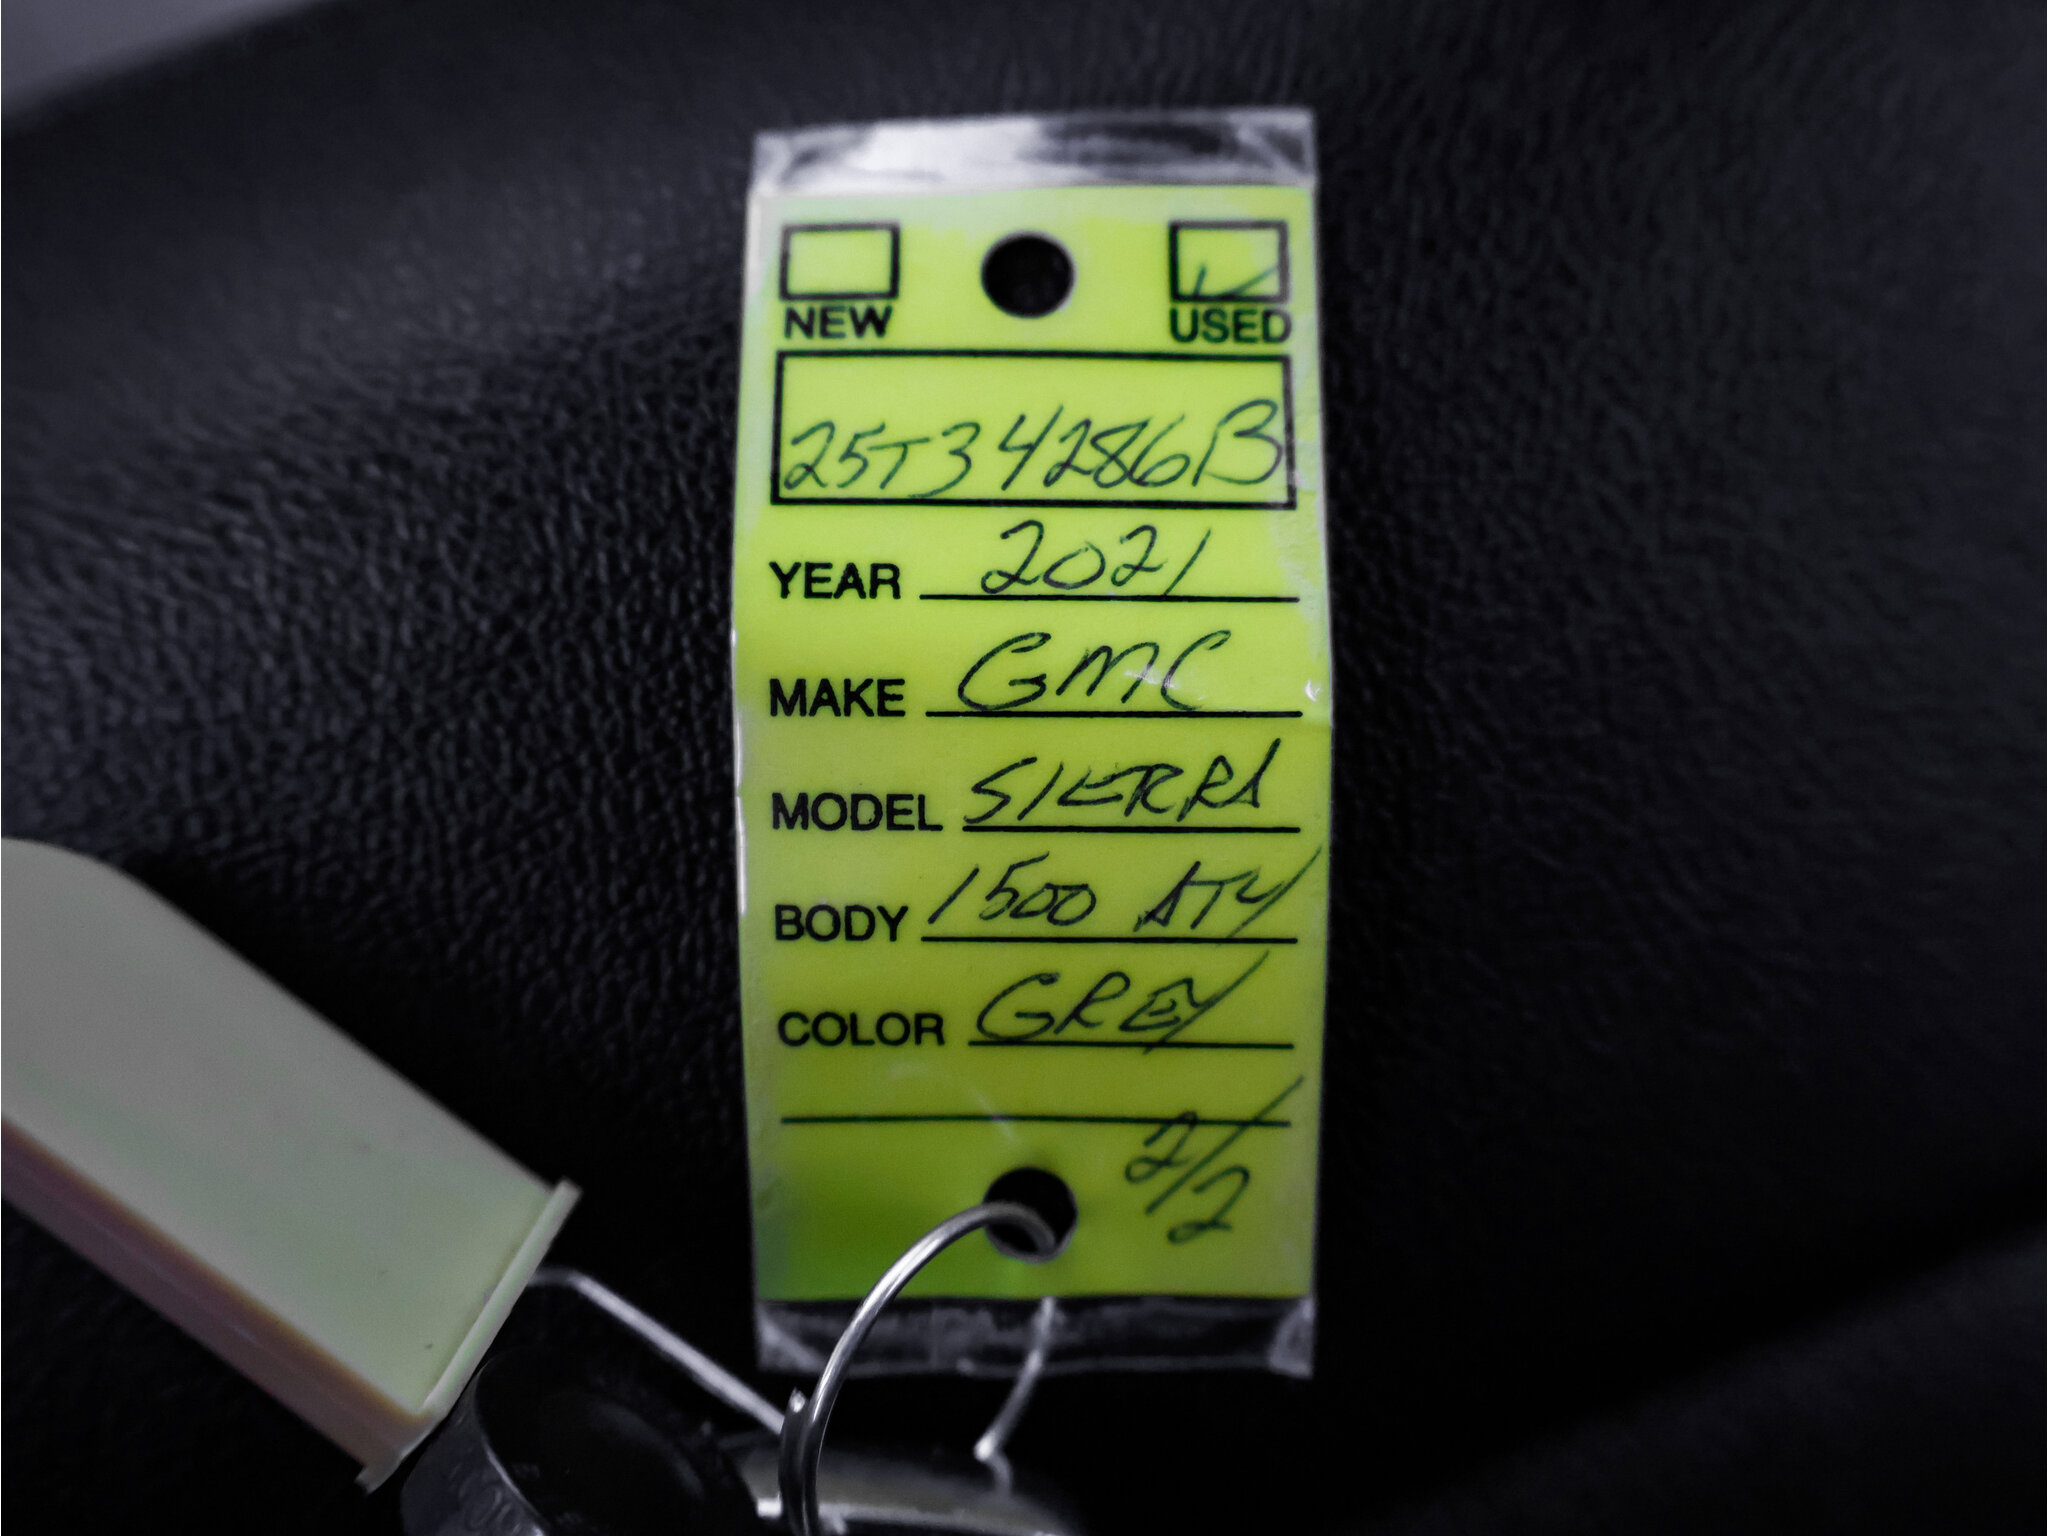 NEW USED
25T34286B
YEAR 2021
MAKE GMC
MODEL SIERRA
BODY 1500 AT4
COLOR GREY
2/2